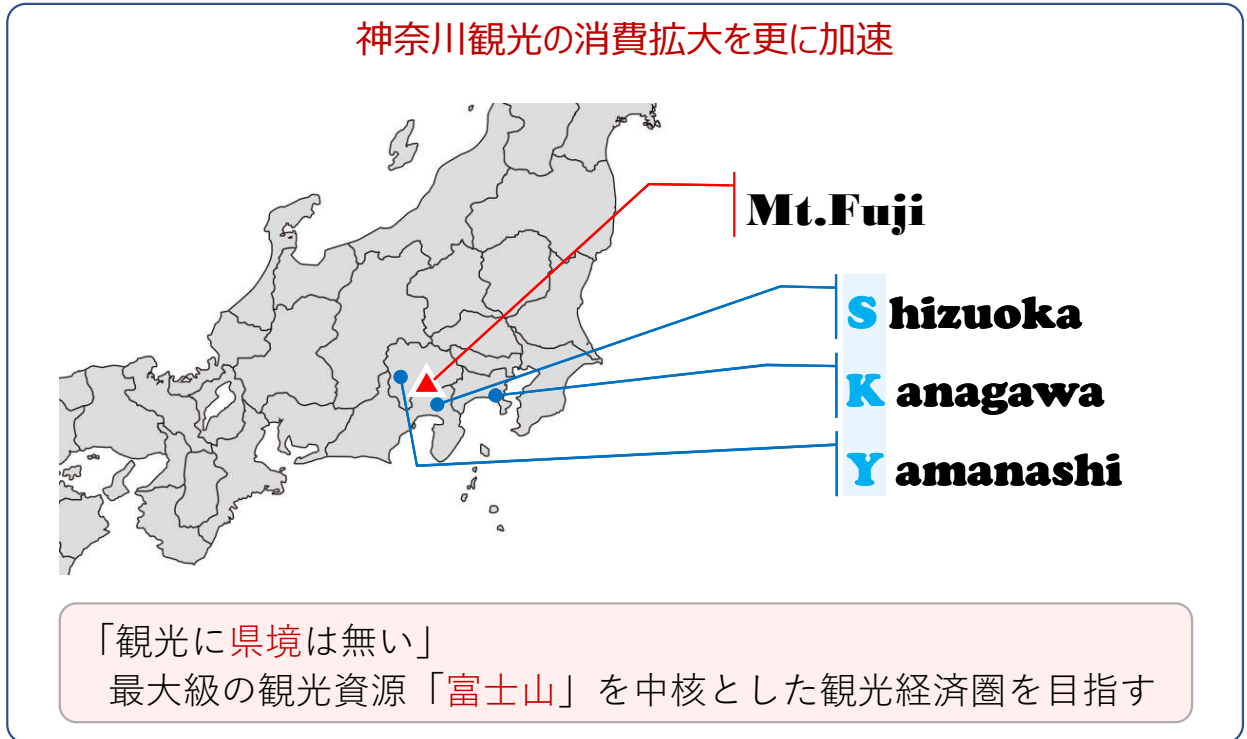 神奈川観光の消費拡大を更に加速
Mt.Fuji
Shizuoka
Kanagawa
Yamanashi
「観光に県境は無い」
最大級の観光資源「富士山」を中核とした観光経済圏を目指す